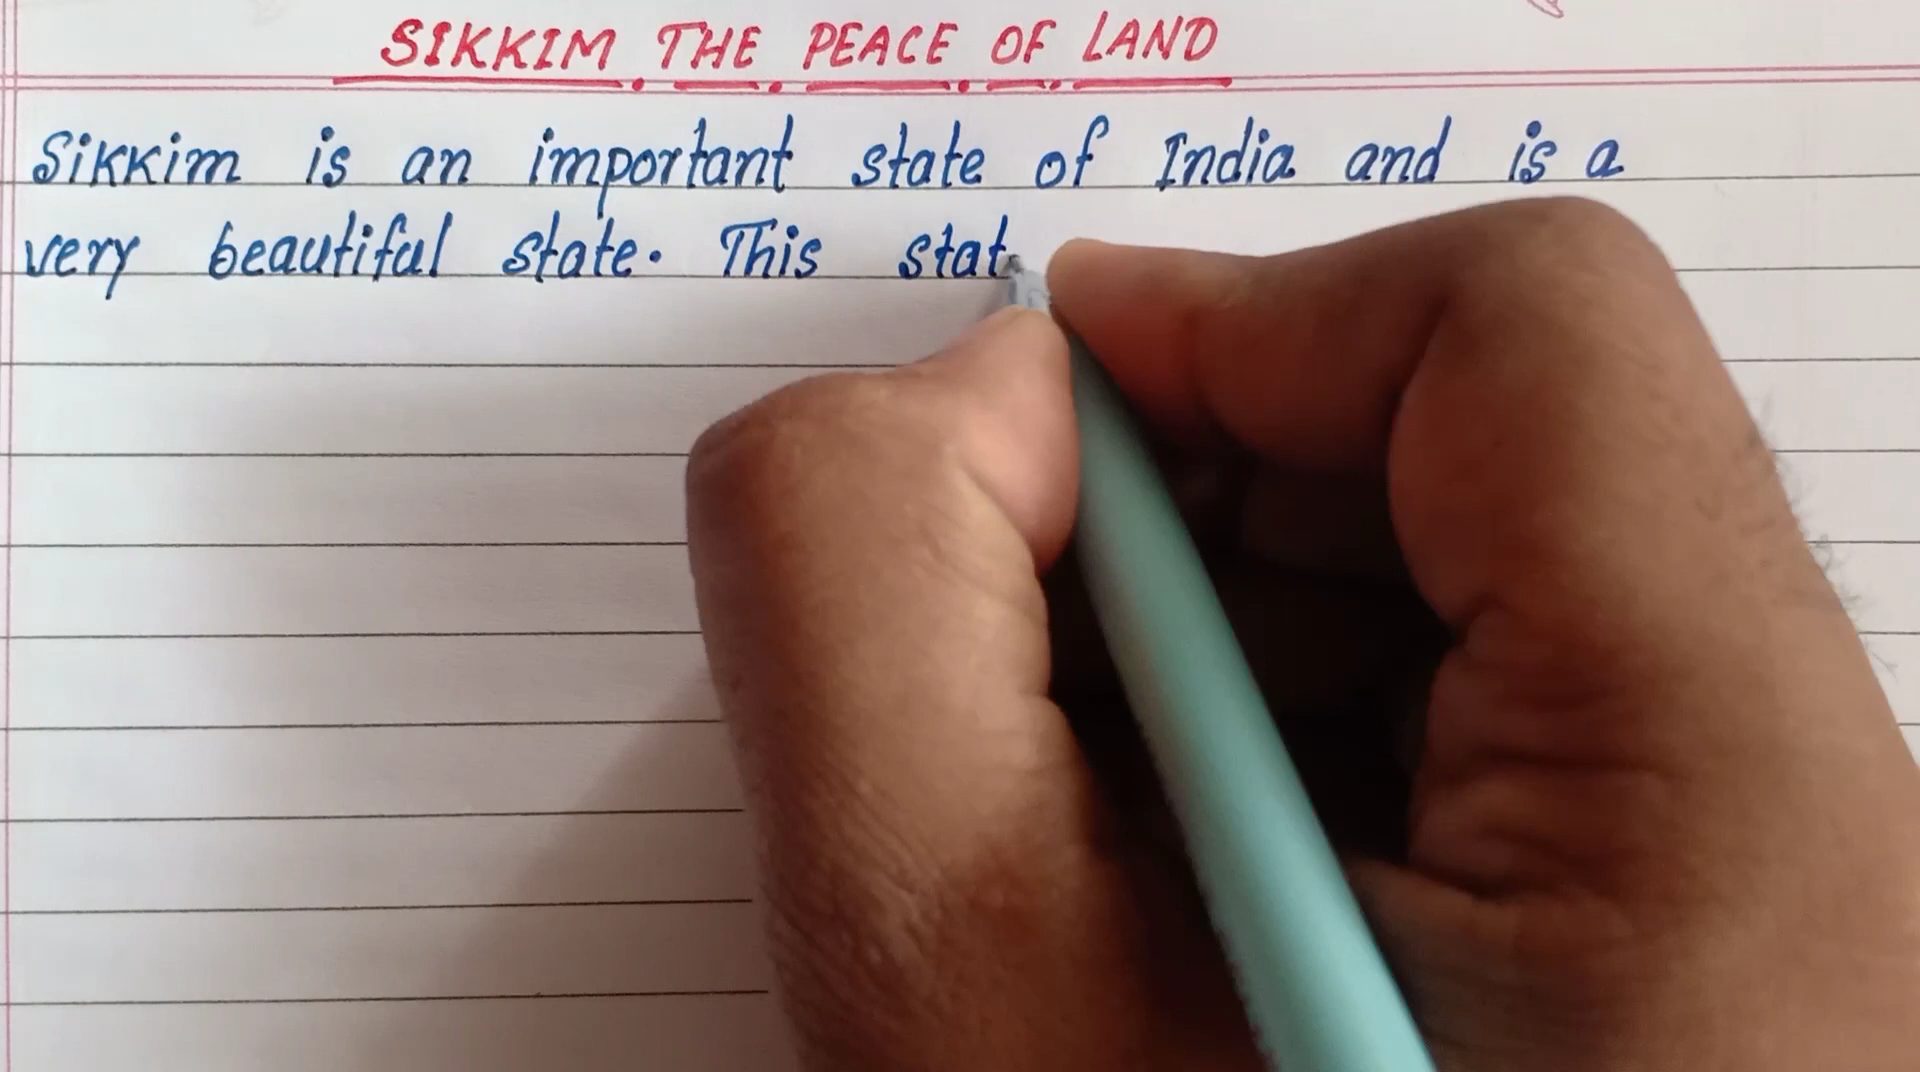 SIKKIM THE PEACE OF LAND
Sikkim is an important state of India and is a
very beautiful state. This stat